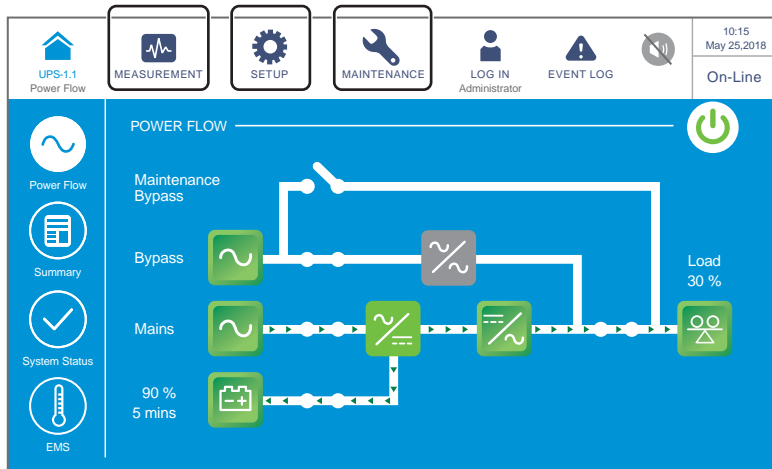 UPS-1.1
Power Flow
MEASUREMENT
SETUP
MAINTENANCE
LOG IN
Administrator
EVENT LOG
10:15
May 25,2018
On-Line
Power Flow
Summary
System Status
EMS
POWER FLOW
Maintenance
Bypass
Bypass
Mains
90 %
5 mins
Load
30 %